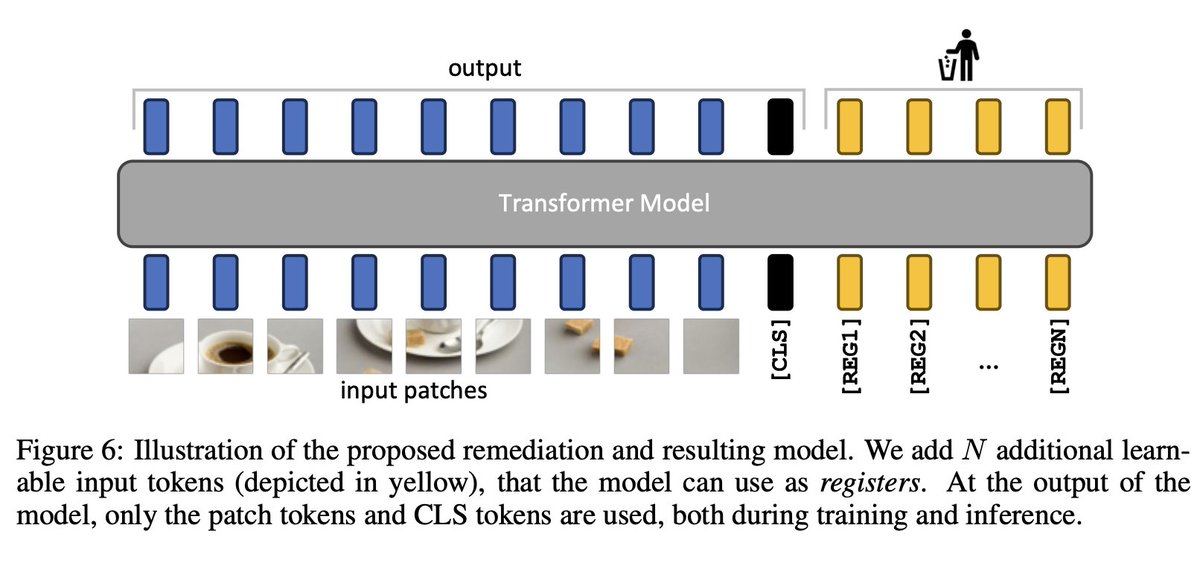 output
Transformer Model
[CLS]
[REG1]
[REG2]
...
[REGN]
input patches
Figure 6: Illustration of the proposed remediation and resulting model. We add N additional learn-
able input tokens (depicted in yellow), that the model can use as registers. At the output of the
model, only the patch tokens and CLS tokens are used, both during training and inference.